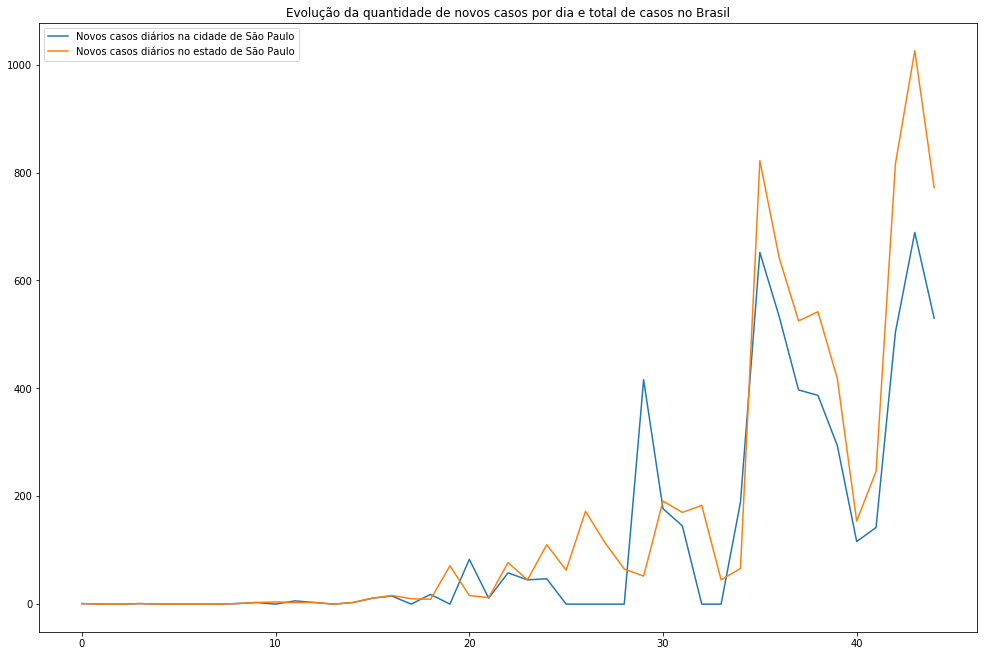 Evolução da quantidade de novos casos por dia e total de casos no Brasil
Novos casos diários na cidade de São Paulo
Novos casos diários no estado de São Paulo
1000
800
600
400
200
0
0 10 20 30 40